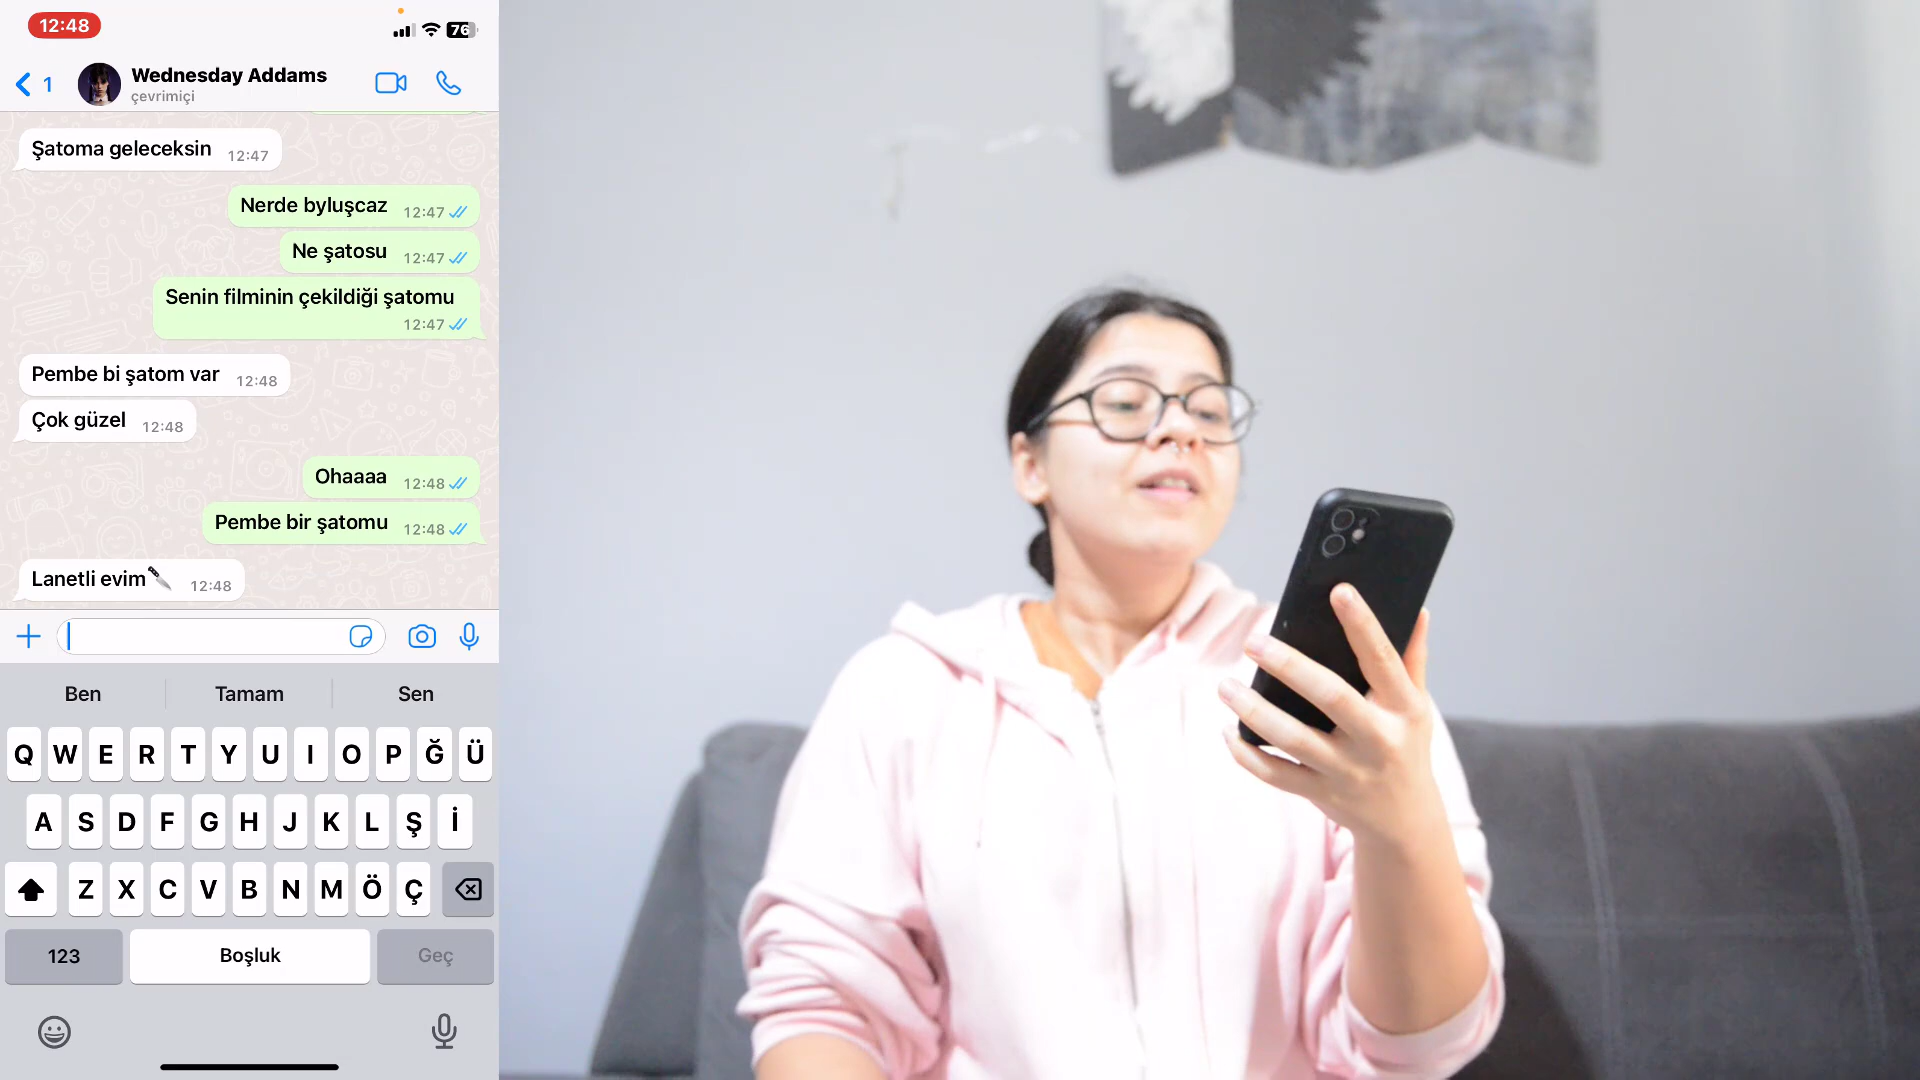 12:48
76
1
Wednesday Addams
çevrimiçi
Şatoma geleceksin 12:47
Nerde byluşcaz 12:47
Ne şatosu 12:47
Senin filminin çekildiği şatomu
12:47
Pembe bi şatom var 12:48
Çok güzel 12:48
Ohaaaa 12:48
Pembe bir şatomu 12:48
Lanetli evim 12:48
Ben Tamam Sen
Q W E R T Y U I O P Ğ Ü
A S D F G H J K L Ş İ
Z X C V B N M Ö Ç
123 Boşluk Geç